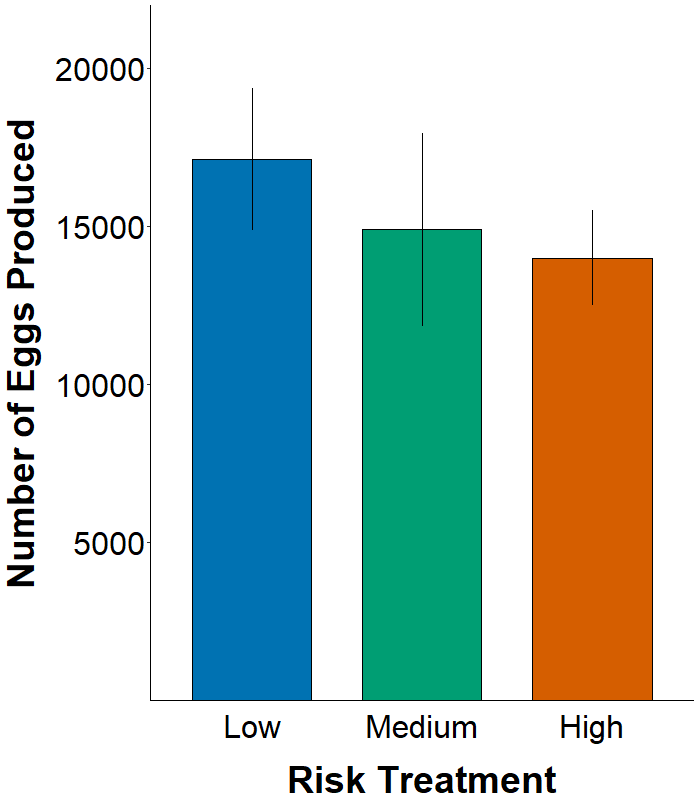 Number of Eggs Produced
20000
15000
10000
5000
Low
Medium
High
Risk Treatment